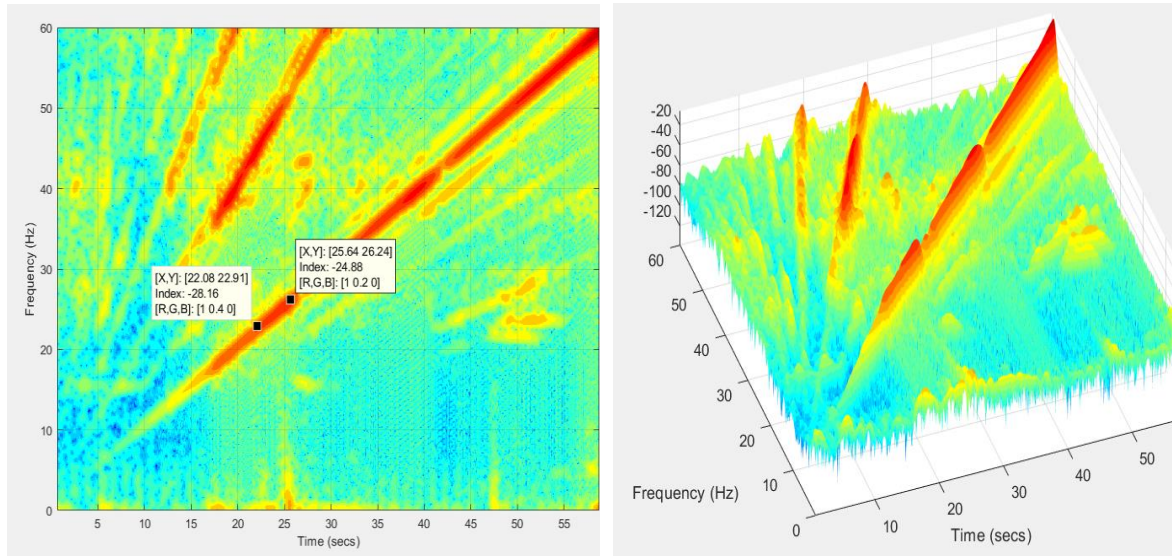 60
50
40
30
20
10
0
Frequency (Hz)
[X,Y]: [22.08 22.91]
Index: -28.16
[R,G,B]: [1 0.4 0]
[X,Y]: [25.64 26.24]
Index: -24.88
[R,G,B]: [1 0.2 0]
5 10 15 20 25 30 35 40 45 50 55
Time (secs)
-20
-40
-60
-80
-100
-120
60
50
40
30
20
10
0
Frequency (Hz)
10 20 30 40 50
Time (secs)